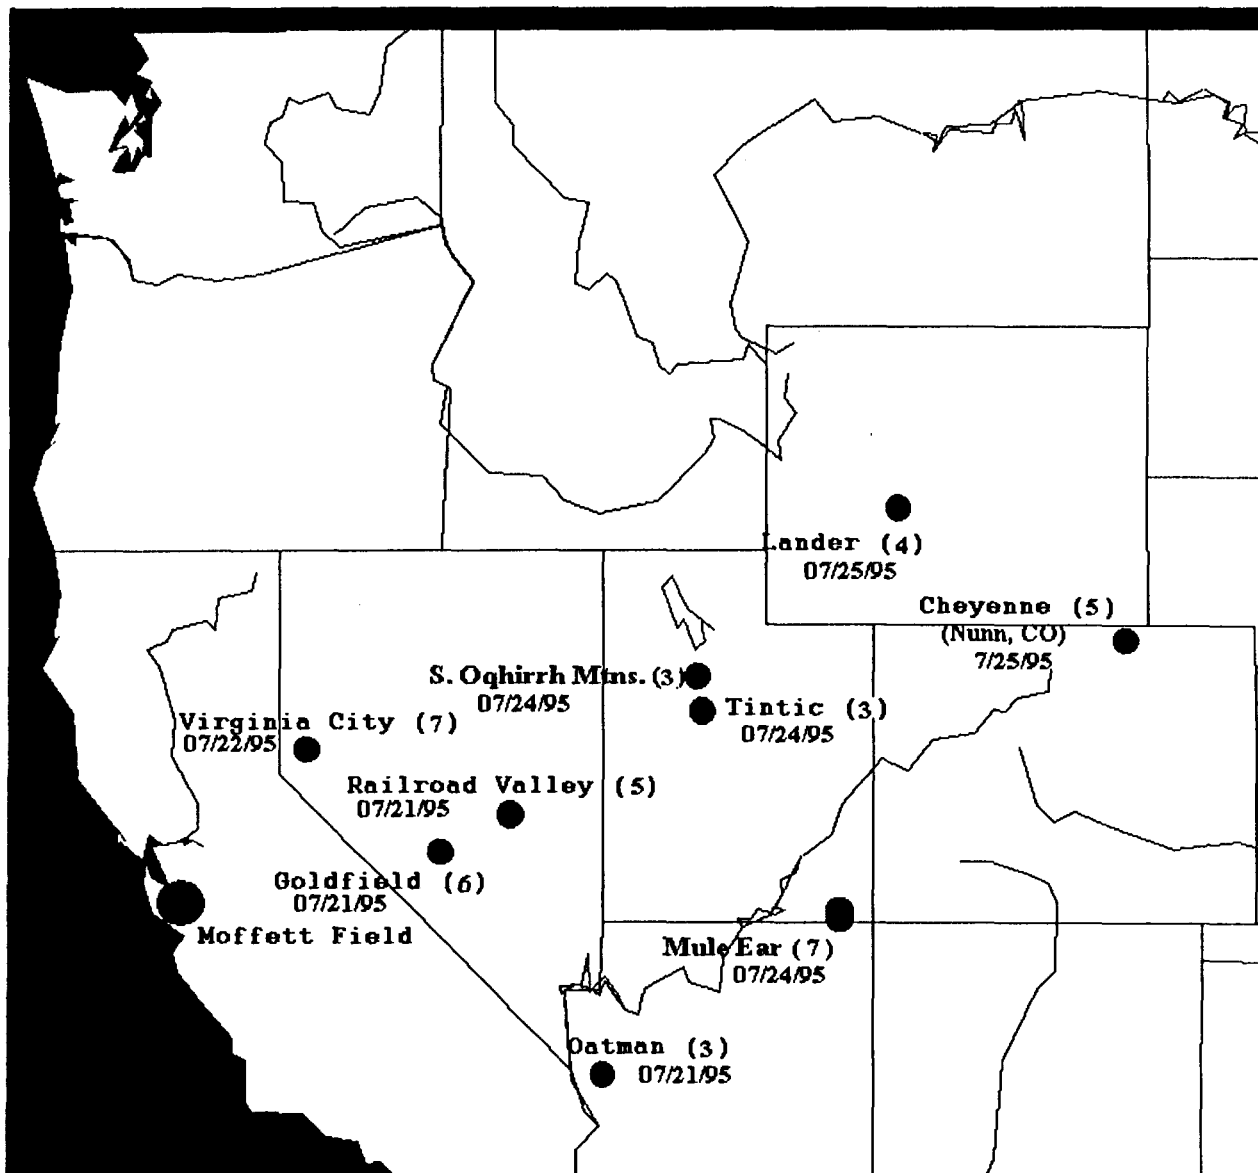 Lander (4)
07/25/95
Cheyenne (5)
(Nunn, CO)
7/25/95
S. Oqhirrh Mtns. (3)
07/24/95
Tintic (3)
07/24/95
Virginia City (7)
07/22/95
Railroad Valley (5)
07/21/95
Goldfield (6)
07/21/95
Moffett Field
Mule Ear (7)
07/24/95
Oatman (3)
07/21/95